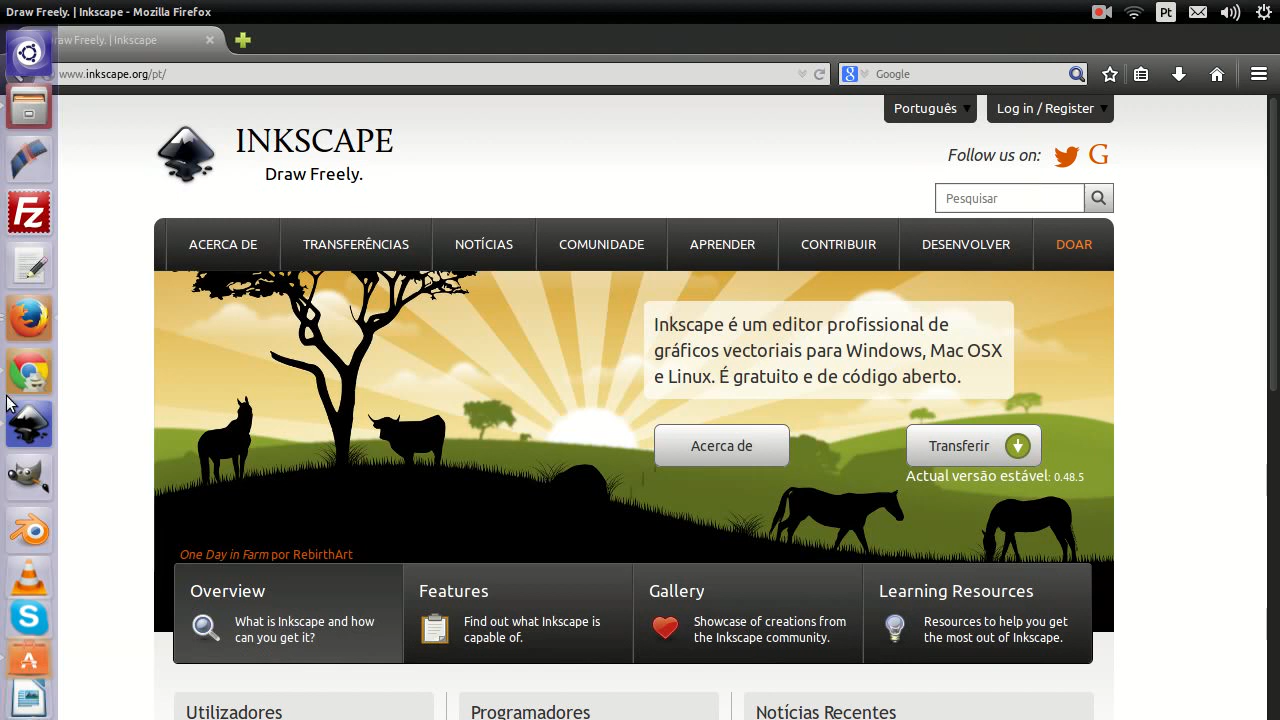 Draw Freely. | Inkscape - Mozilla Firefox
Pt
raw Freely. | Inkscape
www.inkscape.org/pt/
Google
Português
Log in / Register
INKSCAPE
Draw Freely.
Follow us on:
G
Pesquisar
ACERCA DE
TRANSFERÊNCIAS
NOTÍCIAS
COMUNIDADE
APRENDER
CONTRIBUIR
DESENVOLVER
DOAR
Inkscape é um editor profissional de
gráficos vectoriais para Windows, Mac OSX
e Linux. É gratuito e de código aberto.
Acerca de
Transferir
Actual versão estável: 0.48.5
One Day in Farm por RebirthArt
Overview
What is Inkscape and how
can you get it?
Features
Find out what Inkscape is
capable of.
Gallery
Showcase of creations from
the Inkscape community.
Learning Resources
Resources to help you get
the most out of Inkscape.
Utilizadores
Programadores
Notícias Recentes